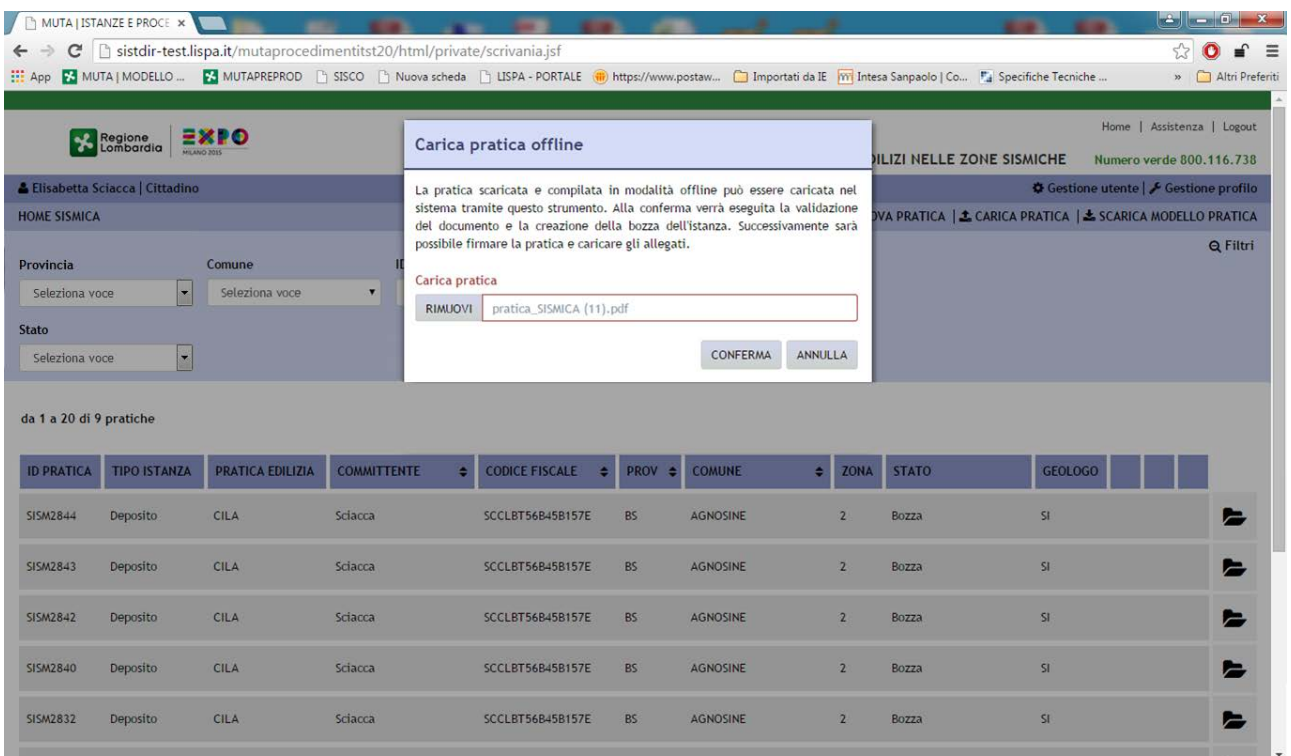 MUTA | ISTANZE E PROCE
sistdir-test.lispa.it/mutaprocedimentitst20/html/private/scrivania.jsf
App MUTA | MODELLO ... MUTAPREPROD SISCO Nuova scheda LISPA - PORTALE https://www.postaw... Importati da IE Intesa Sanpaolo | Co... Specifiche Tecniche ... » Altri Preferiti
Home | Assistenza | Logout
Regione Lombardia EXPO MILANO 2015
DILIZI NELLE ZONE SISMICHE Numero verde 800.116.738
Elisabetta Sciacca | Cittadino Gestione utente | Gestione profilo
HOME SISMICA OVA PRATICA | CARICA PRATICA | SCARICA MODELLO PRATICA
Filtri
Provincia Comune ID
Seleziona voce Seleziona voce
Stato
Seleziona voce
Carica pratica offline
La pratica scaricata e compilata in modalità offline può essere caricata nel
sistema tramite questo strumento. Alla conferma verrà eseguita la validazione
del documento e la creazione della bozza dell'istanza. Successivamente sarà
possibile firmare la pratica e caricare gli allegati.
Carica pratica
RIMUOVI pratica_SISMICA (11).pdf
CONFERMA ANNULLA
da 1 a 20 di 9 pratiche
ID PRATICA TIPO ISTANZA PRATICA EDILIZIA COMMITTENTE CODICE FISCALE PROV COMUNE ZONA STATO GEOLOGO
SISM2844 Deposito CILA Sciacca SCCLBT56B45B157E BS AGNOSINE 2 Bozza SI
SISM2843 Deposito CILA Sciacca SCCLBT56B45B157E BS AGNOSINE 2 Bozza SI
SISM2842 Deposito CILA Sciacca SCCLBT56B45B157E BS AGNOSINE 2 Bozza SI
SISM2840 Deposito CILA Sciacca SCCLBT56B45B157E BS AGNOSINE 2 Bozza SI
SISM2832 Deposito CILA Sciacca SCCLBT56B45B157E BS AGNOSINE 2 Bozza SI